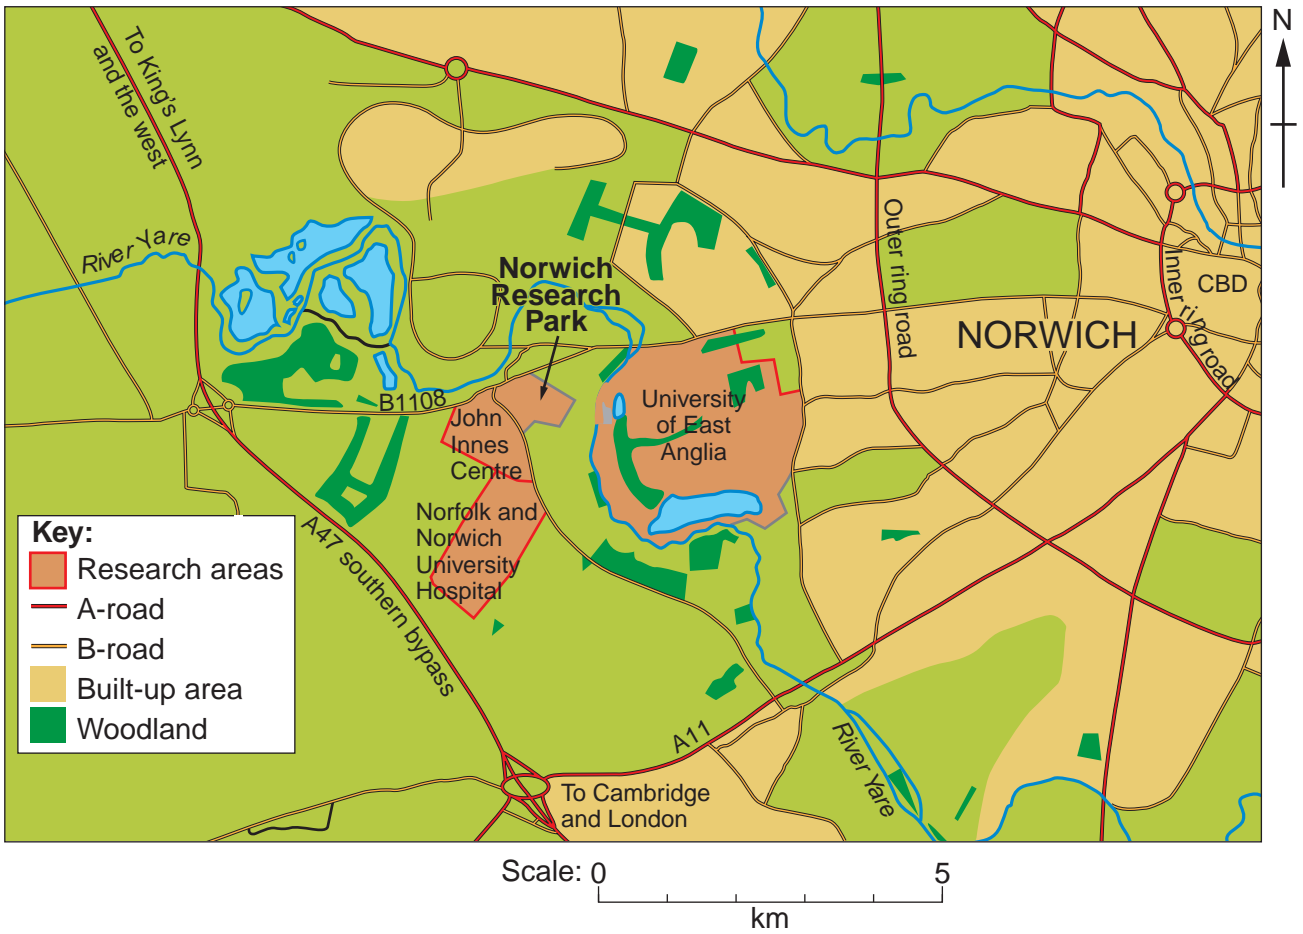 N
To King's Lynn
and the west
River Yare
Norwich
Research
Park
Outer ring road
Inner ring road
CBD
NORWICH
B1108
John
Innes
Centre
University
of East
Anglia
Norfolk and
Norwich
University
Hospital
A47 southern bypass
A11
River Yare
To Cambridge
and London
Key:
Research areas
A-road
B-road
Built-up area
Woodland
Scale: 0 5
km